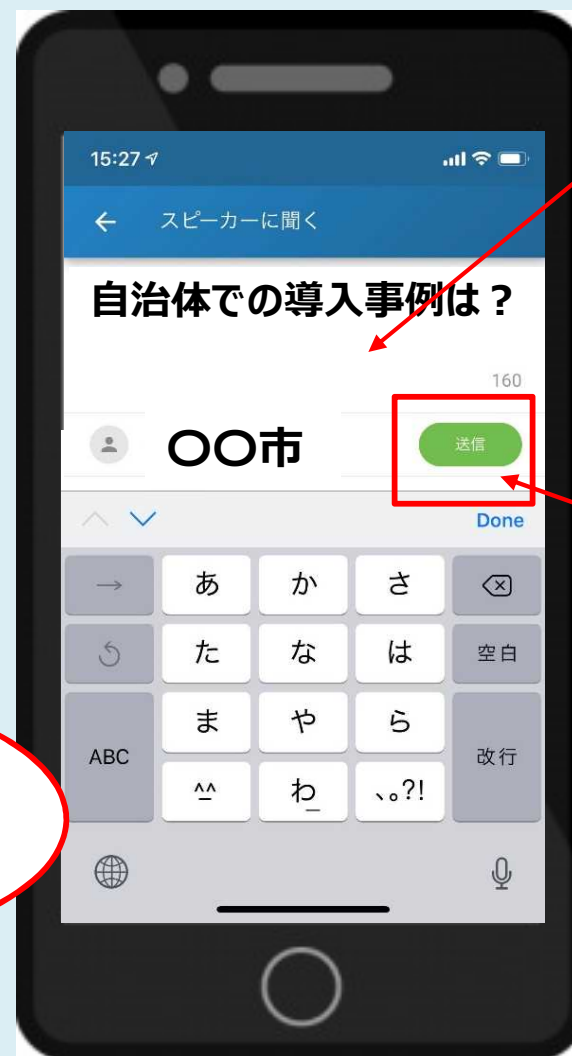 15:27
スピーカーに聞く
自治体での導入事例は？
160
〇〇市
送信
Done
→ あ か さ
た な は 空白
ABC ま や ら 改行
^^ わ_ 、。?!